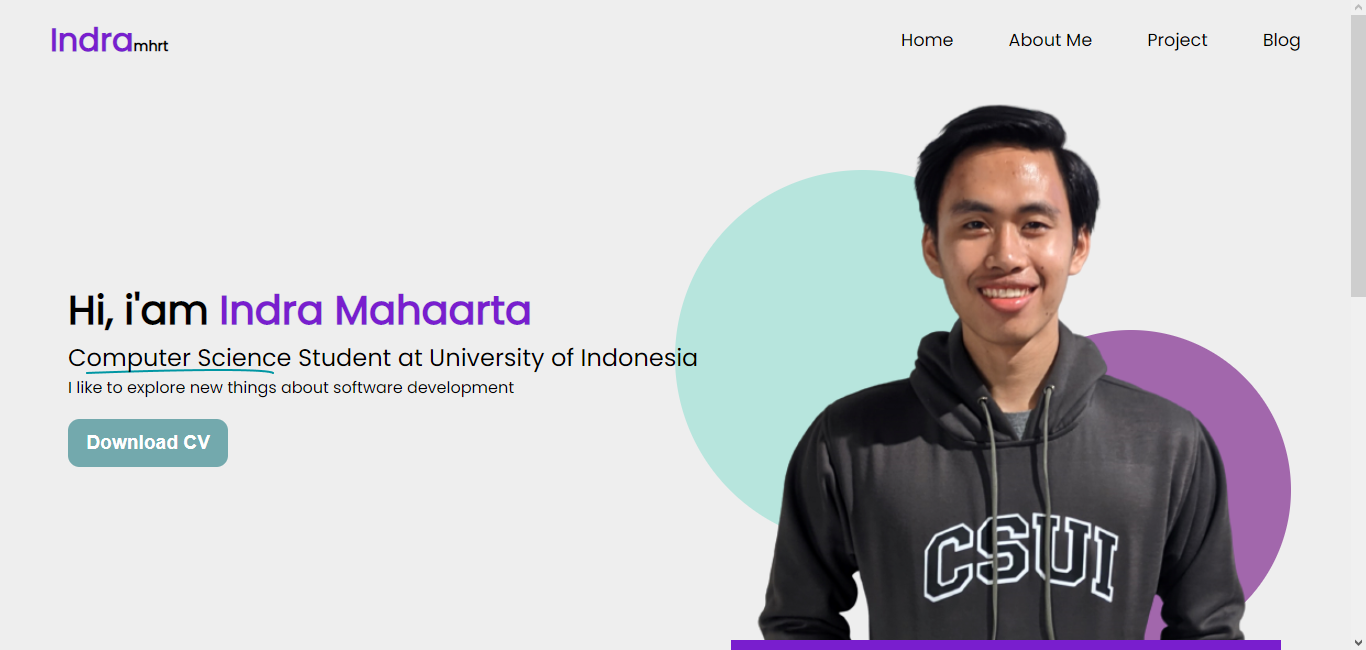 Indramhrt
Home About Me Project Blog
Hi, i'am Indra Mahaarta
Computer Science Student at University of Indonesia
I like to explore new things about software development
Download CV
CSUI